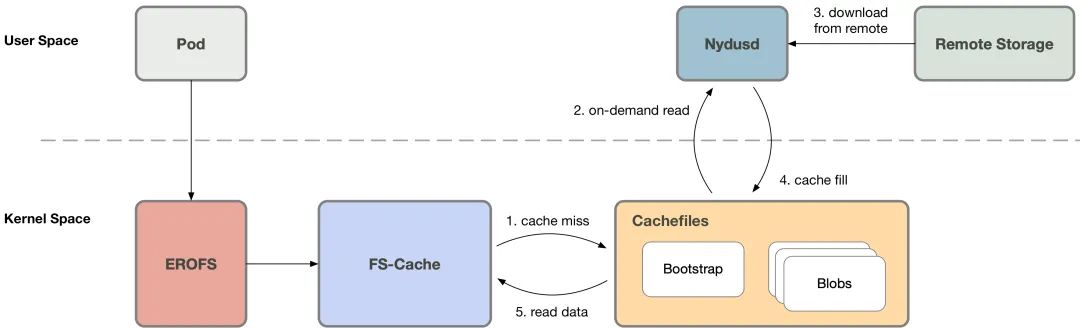 User Space
Pod
Nydusd
3. download
from remote
Remote Storage
2. on-demand read
4. cache fill
Kernel Space
EROFS
FS-Cache
1. cache miss
5. read data
Cachefiles
Bootstrap
Blobs